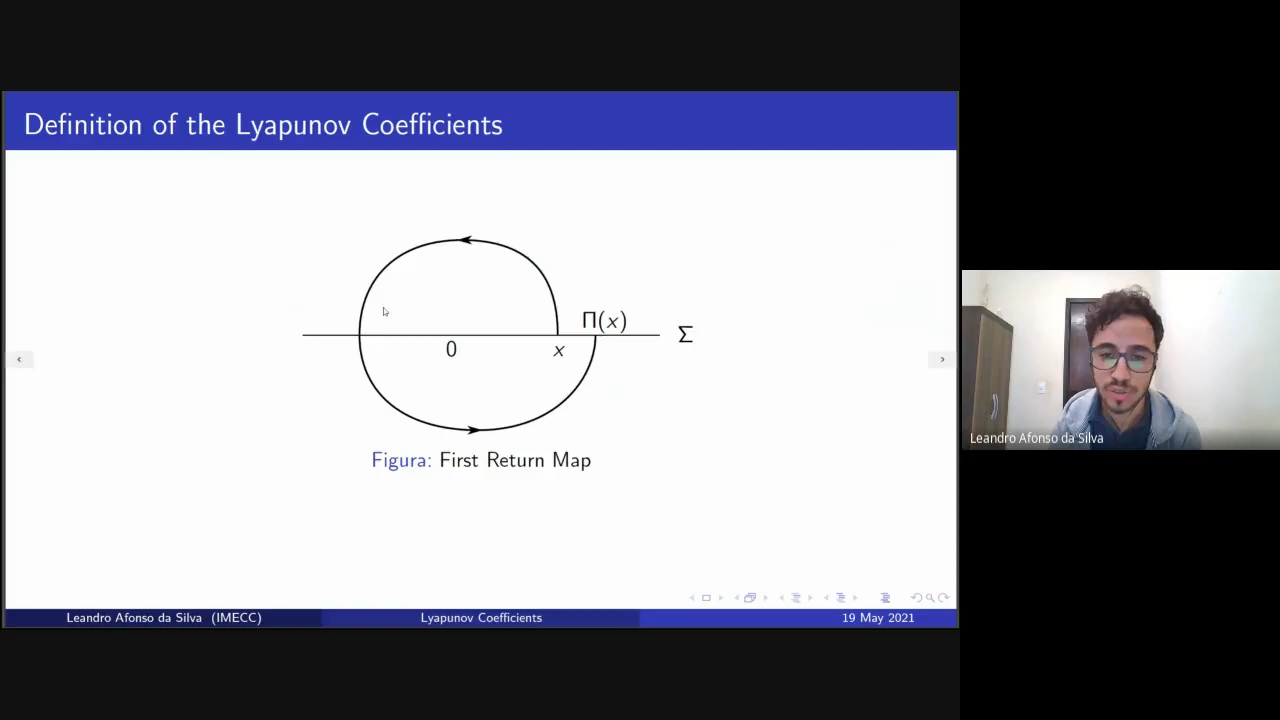 Definition of the Lyapunov Coefficients
Π(x)
Σ
0
x
Figura: First Return Map
Leandro Afonso da Silva (IMECC)
Lyapunov Coefficients
19 May 2021
Leandro Afonso da Silva